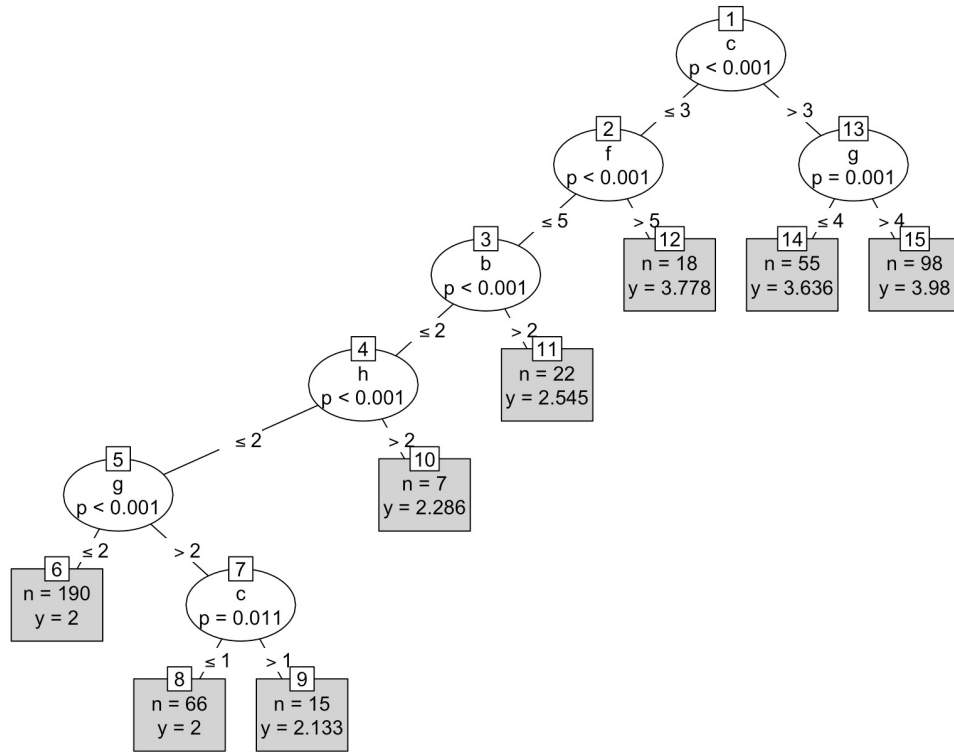 1
c
p < 0.001
≤ 3
> 3
2
f
p < 0.001
13
g
p = 0.001
≤ 5
> 5
≤ 4
> 4
3
b
p < 0.001
12
n = 18
y = 3.778
14
n = 55
y = 3.636
15
n = 98
y = 3.98
≤ 2
> 2
4
h
p < 0.001
11
n = 22
y = 2.545
≤ 2
> 2
5
g
p < 0.001
10
n = 7
y = 2.286
≤ 2
> 2
6
n = 190
y = 2
7
c
p = 0.011
≤ 1
> 1
8
n = 66
y = 2
9
n = 15
y = 2.133